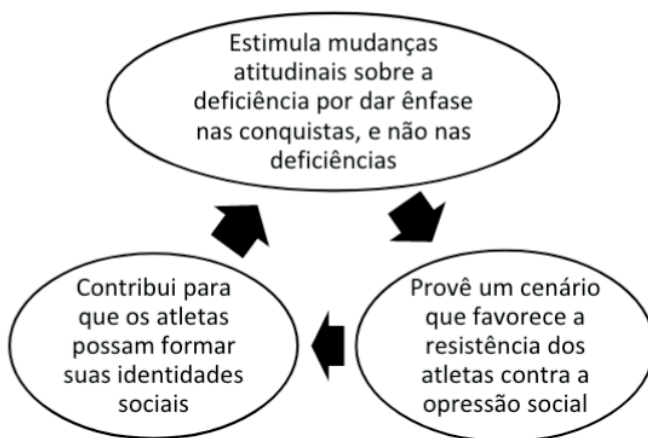 Estimula mudanças
atitudinais sobre a
deficiência por dar ênfase
nas conquistas, e não nas
deficiências
Contribui para
que os atletas
possam formar
suas identidades
sociais
Provê um cenário
que favorece a
resistência dos
atletas contra a
opressão social